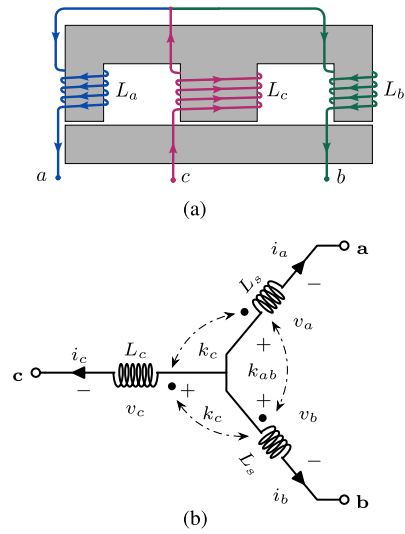 L_a
L_c
L_b
a
c
b
(a)
i_a
a
L_s
−
v_a
L_c
i_c
k_c
+
c
k_ab
−
+
+
v_c
k_c
v_b
L_s
−
i_b
b
(b)